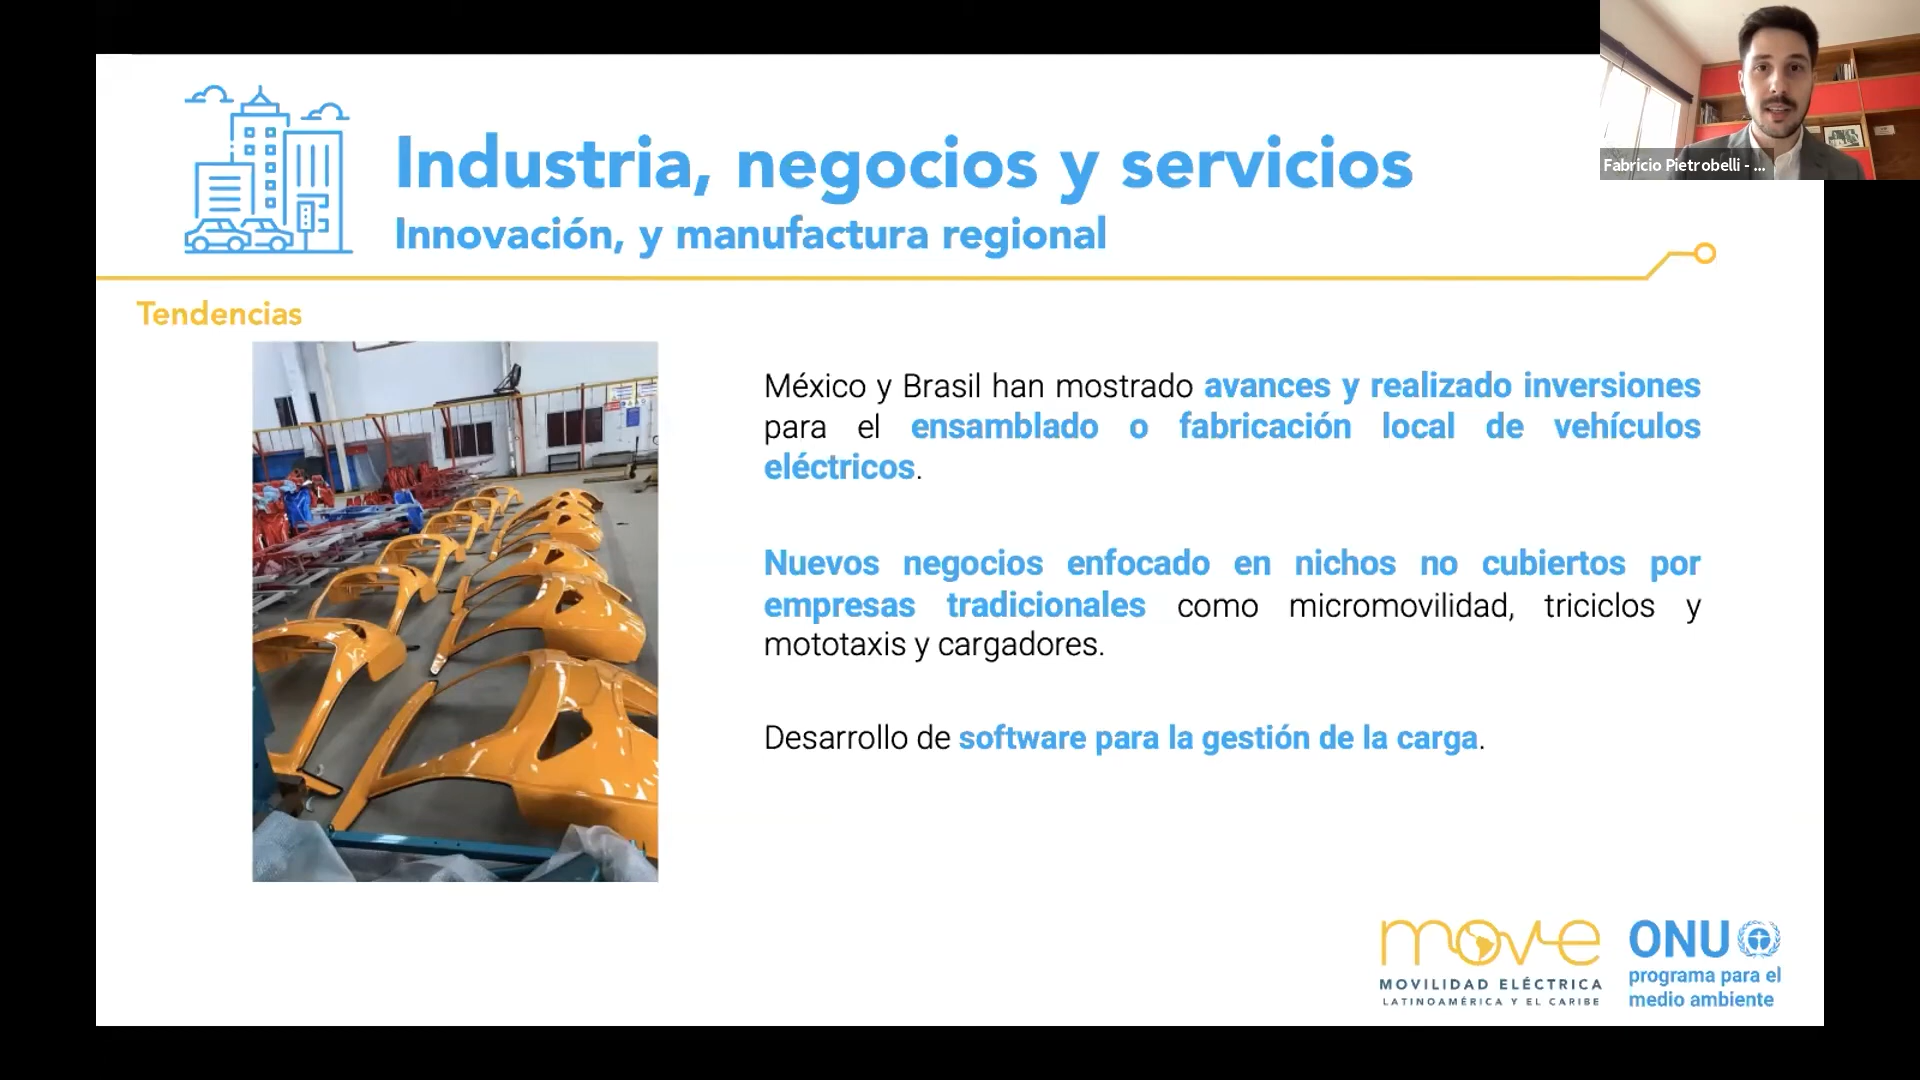 Fabricio Pietrobelli - ...
Industria, negocios y servicios
Innovación, y manufactura regional
Tendencias
México y Brasil han mostrado avances y realizado inversiones
para el ensamblado o fabricación local de vehículos
eléctricos.
Nuevos negocios enfocado en nichos no cubiertos por
empresas tradicionales como micromovilidad, triciclos y
mototaxis y cargadores.
Desarrollo de software para la gestión de la carga.
move
MOVILIDAD ELÉCTRICA
LATINOAMÉRICA Y EL CARIBE
ONU
programa para el
medio ambiente